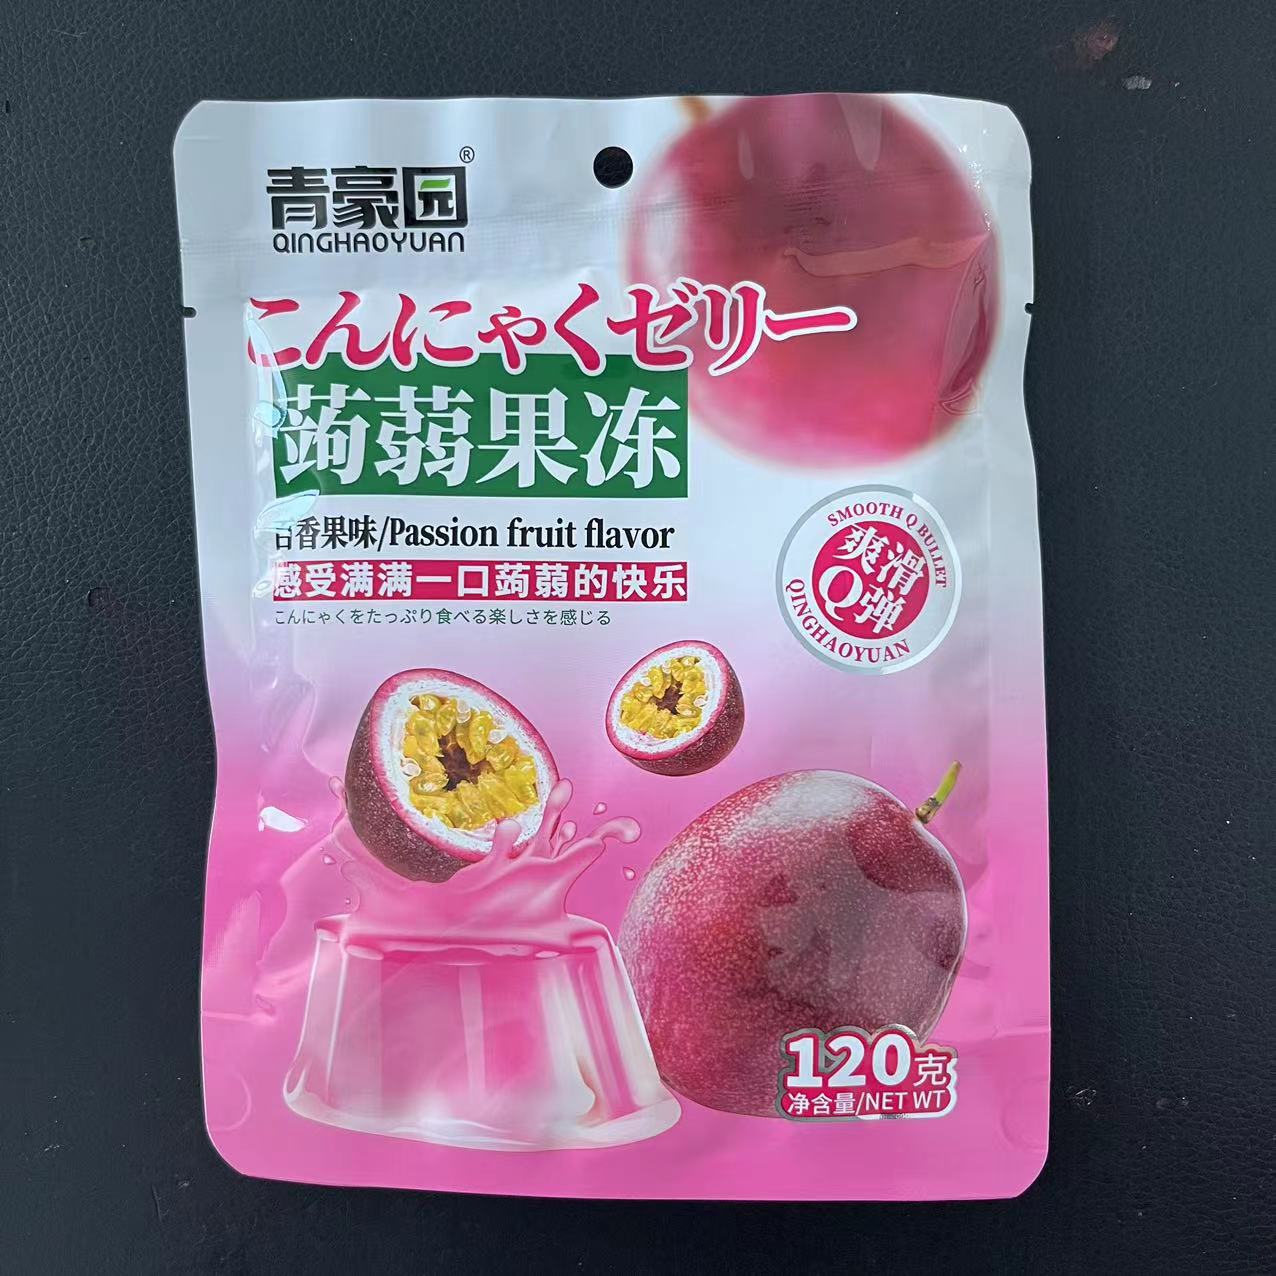 青豪园®
QINGHAOYUAN
こんにゃくゼリー
蒟蒻果冻
百香果味/Passion fruit flavor
感受满满一口蒟蒻的快乐
こんにゃくをたっぷり食べる楽しさを感じる
SMOOTH Q BULLET
爽滑
Q弹
QINGHAOYUAN
120克
净含量/NET WT